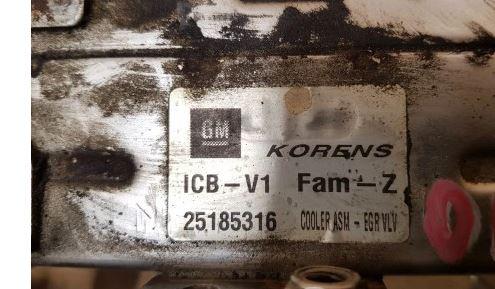 GM KORENS
ICB-V1 Fam-Z
25185316 COOLER ASM - EGR VLV